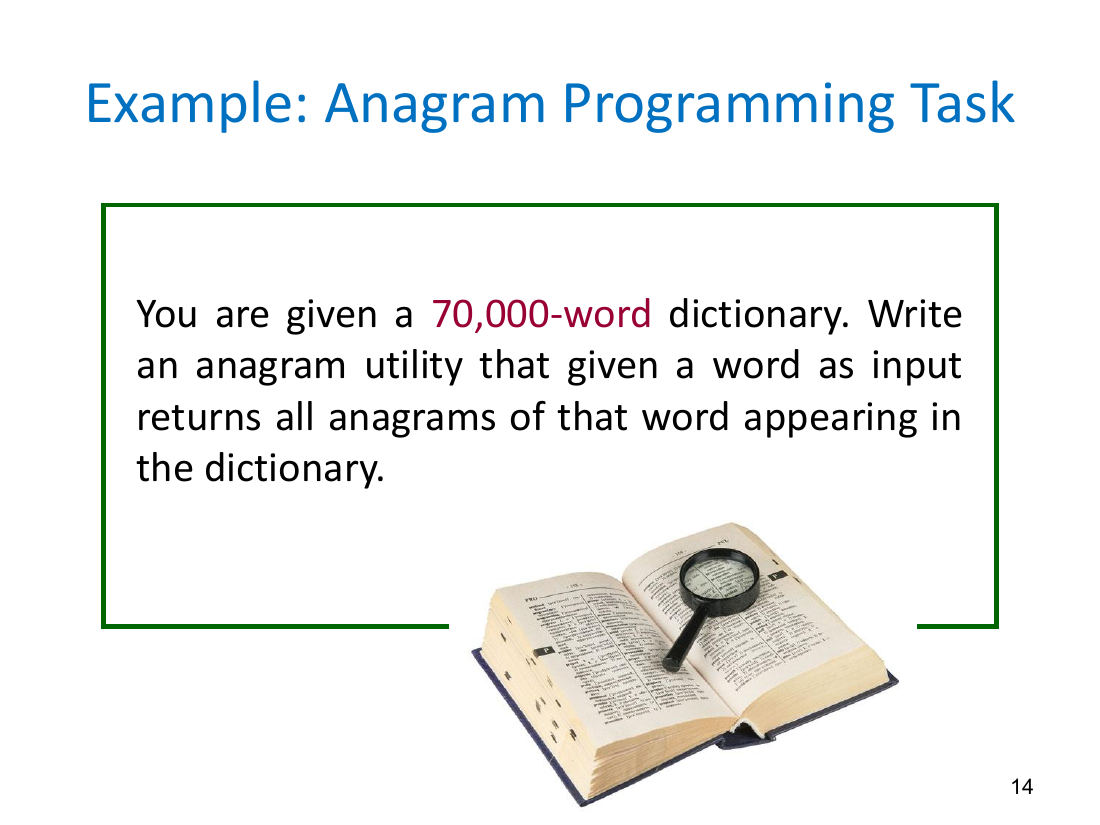 Example: Anagram Programming Task
You are given a 70,000-word dictionary. Write
an anagram utility that given a word as input
returns all anagrams of that word appearing in
the dictionary.
14